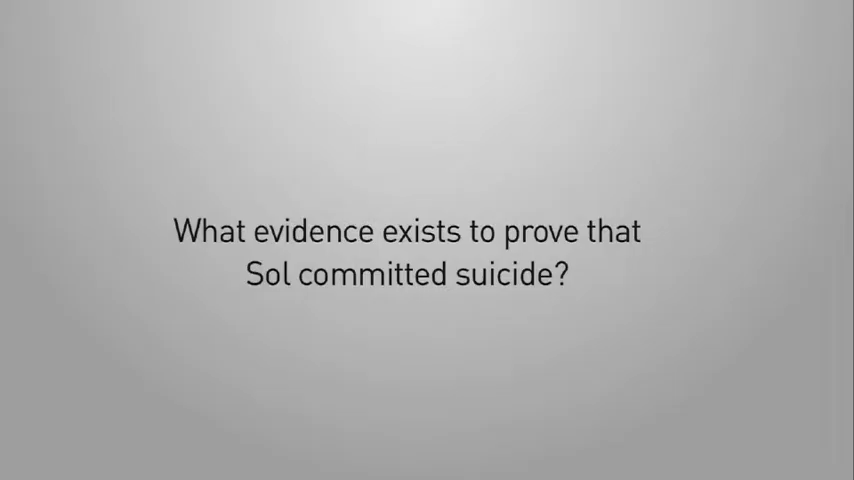 What evidence exists to prove that
Sol committed suicide?